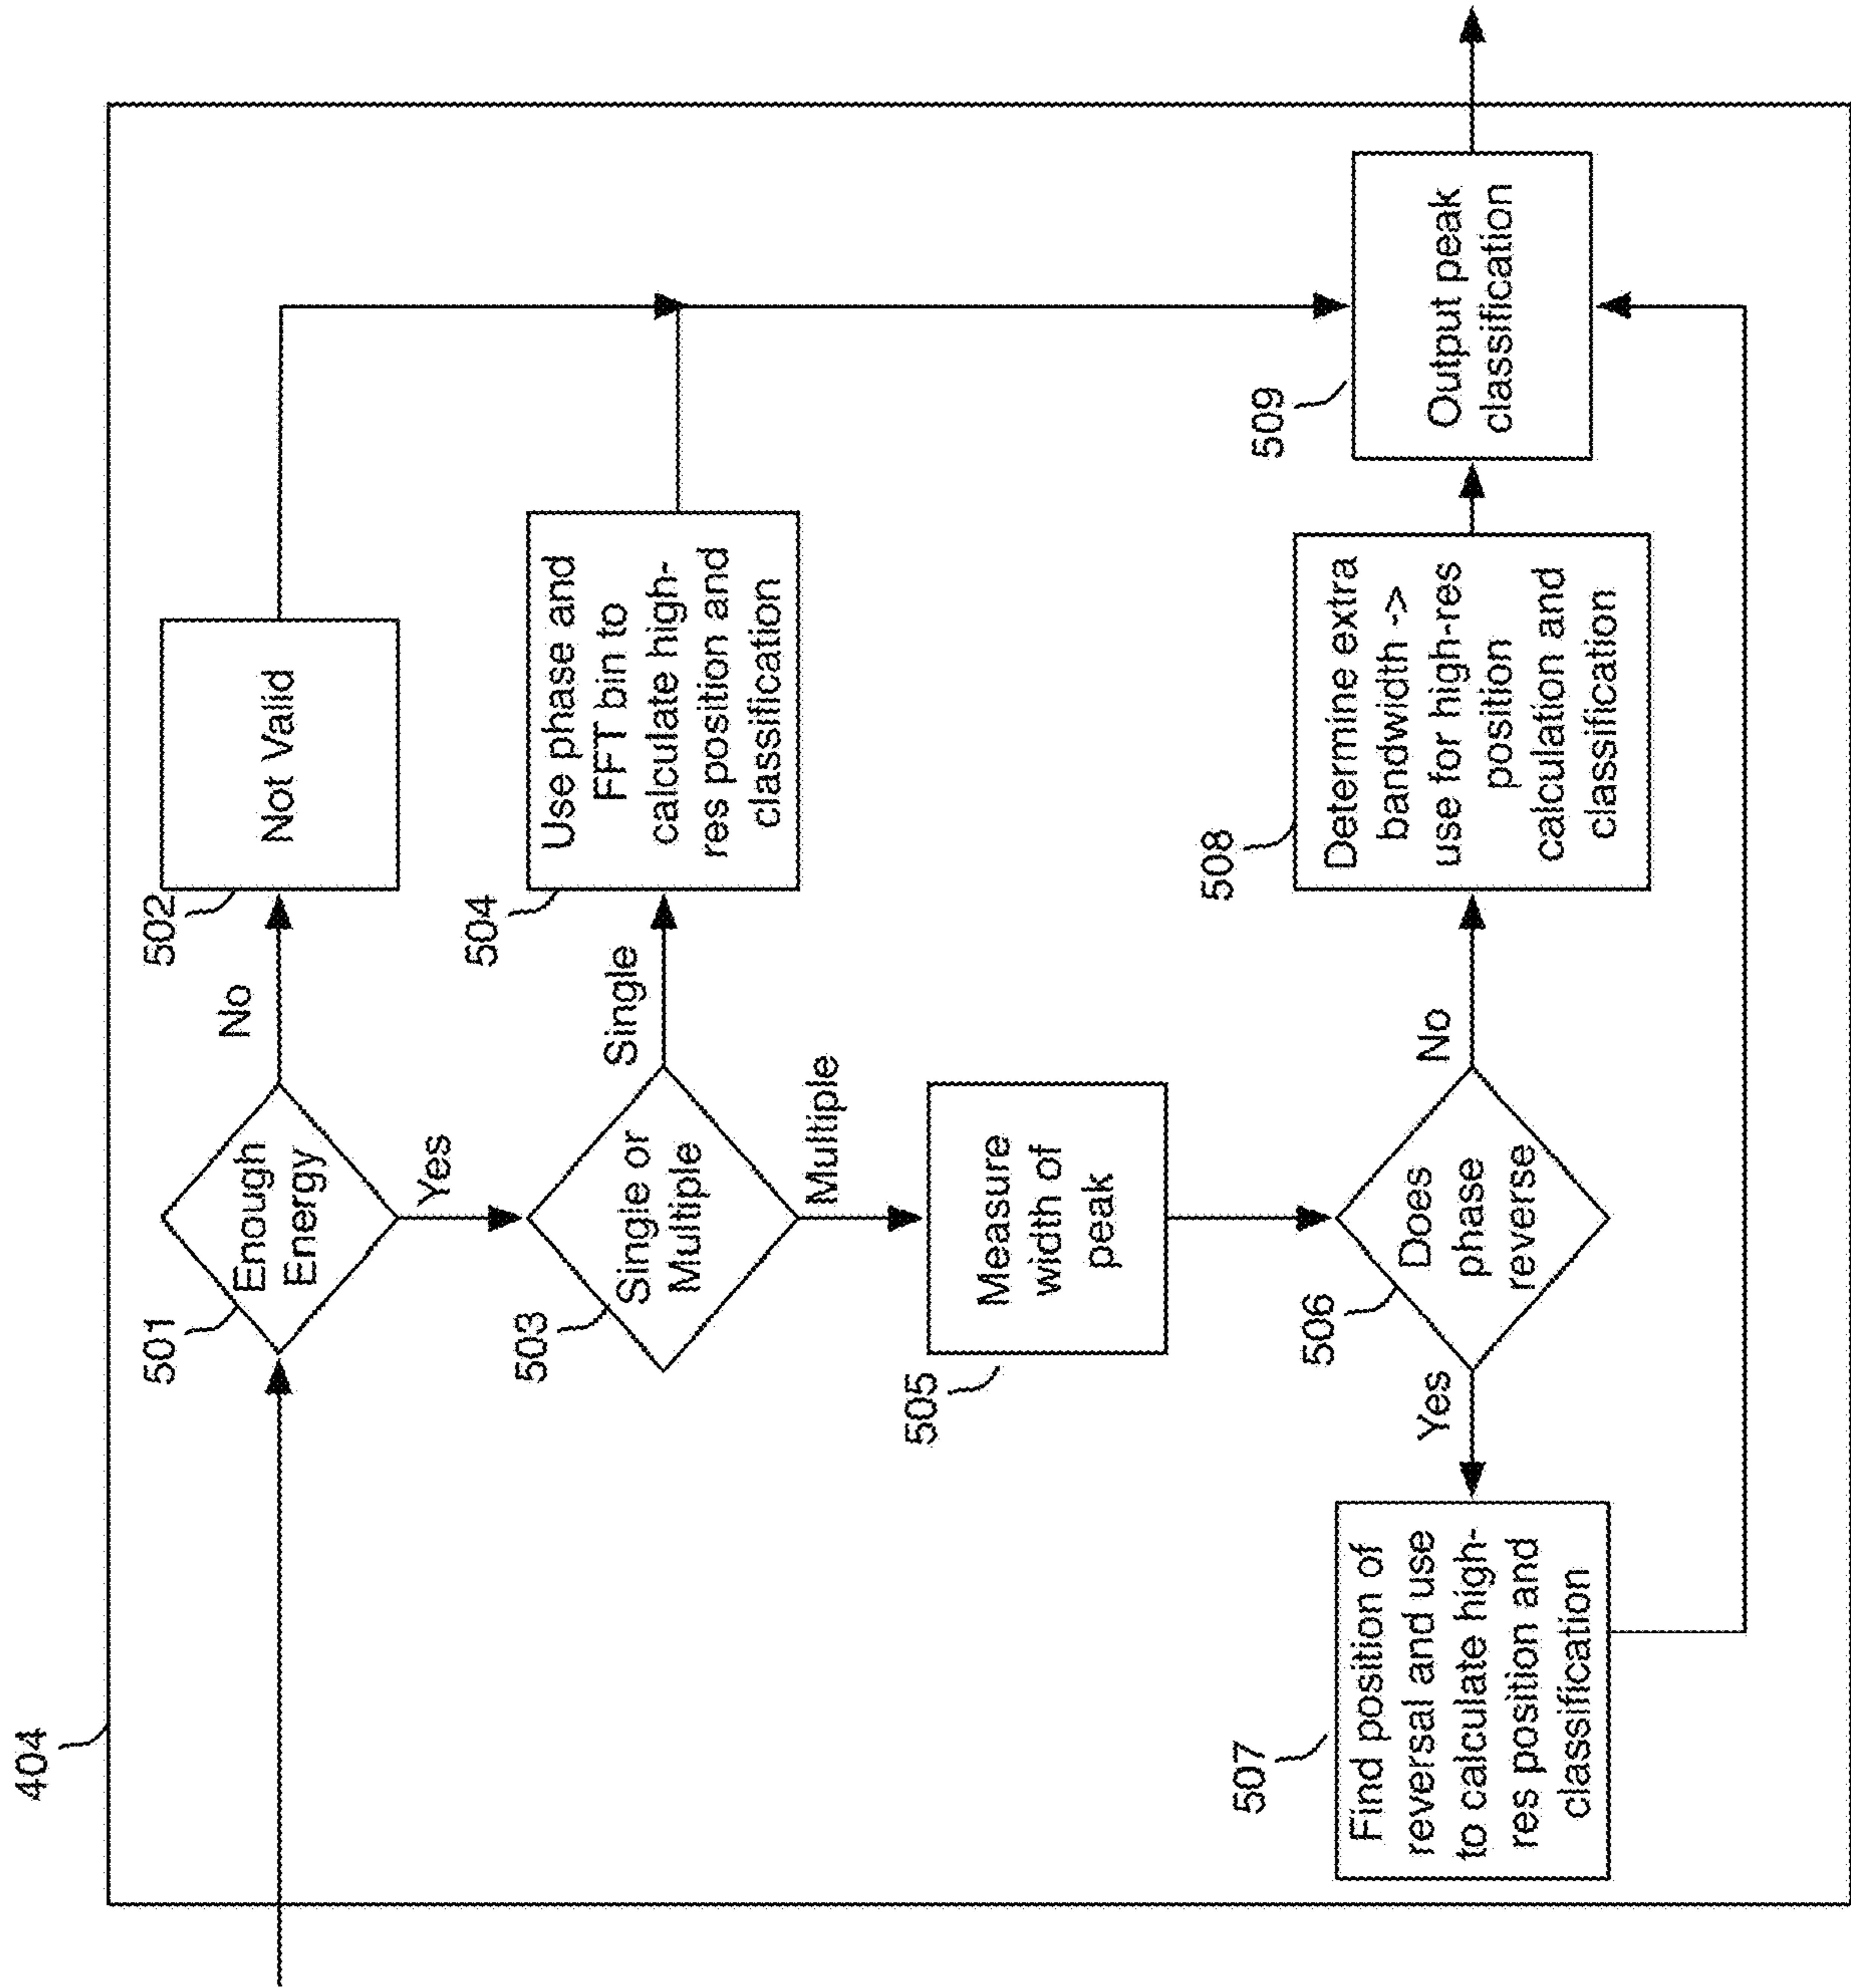 404
501
Enough
Energy
No
502
Not Valid
Yes
503
Single or
Multiple
Single
504
Use phase and
FFT bin to
calculate high-
res position and
classification
Multiple
505
Measure
width of
peak
506
Does
phase
reverse
Yes
507
Find position of
reversal and use
to calculate high-
res position and
classification
No
508
Determine extra
bandwidth ->
use for high-res
position
calculation and
classification
509
Output peak
classification